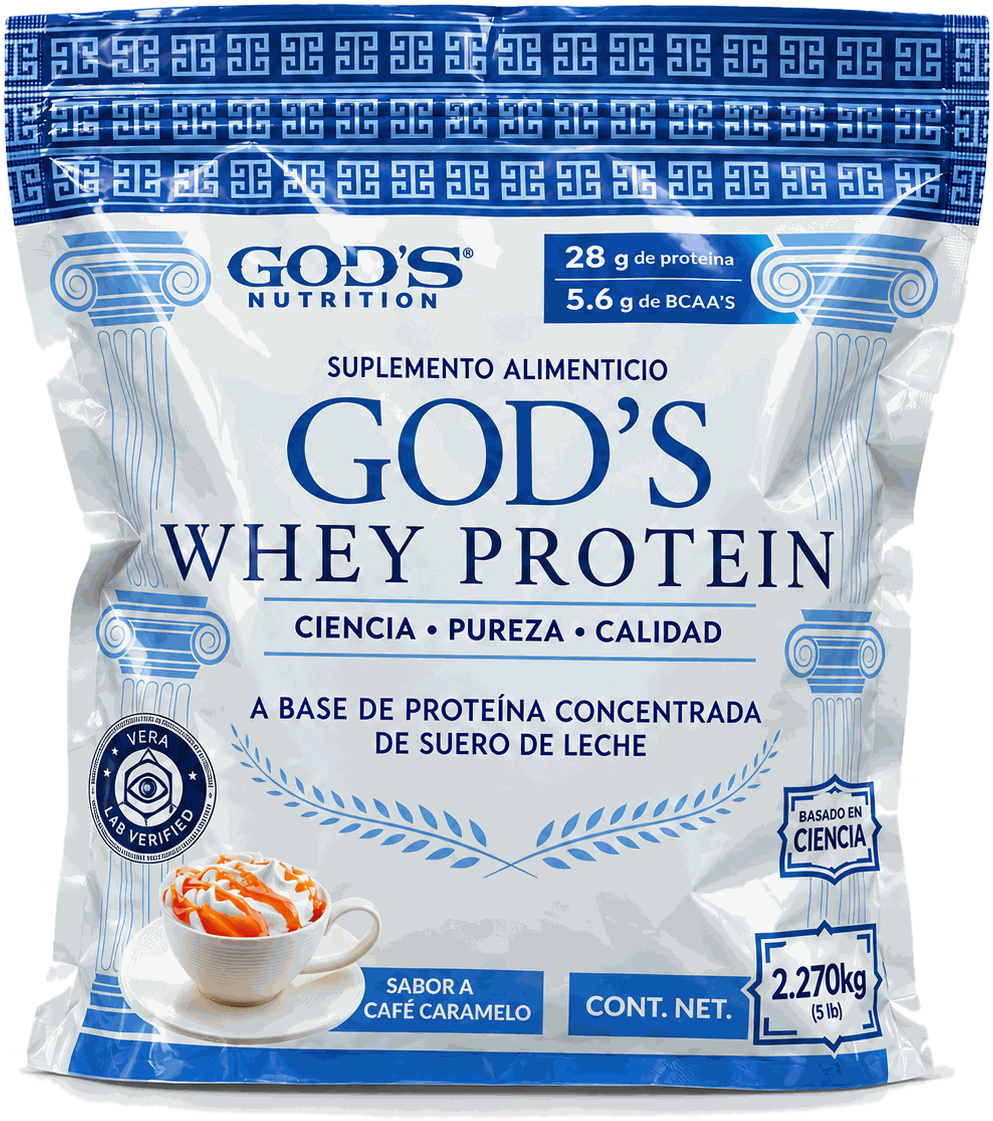 GOD'S®
NUTRITION
28 g de proteina
5.6 g de BCAA'S
SUPLEMENTO ALIMENTICIO
GOD'S
WHEY PROTEIN
CIENCIA • PUREZA • CALIDAD
A BASE DE PROTEÍNA CONCENTRADA
DE SUERO DE LECHE
VERA
LAB VERIFIED
BASADO EN
CIENCIA
SABOR A
CAFÉ CARAMELO
CONT. NET.
2.270kg
(5 lb)